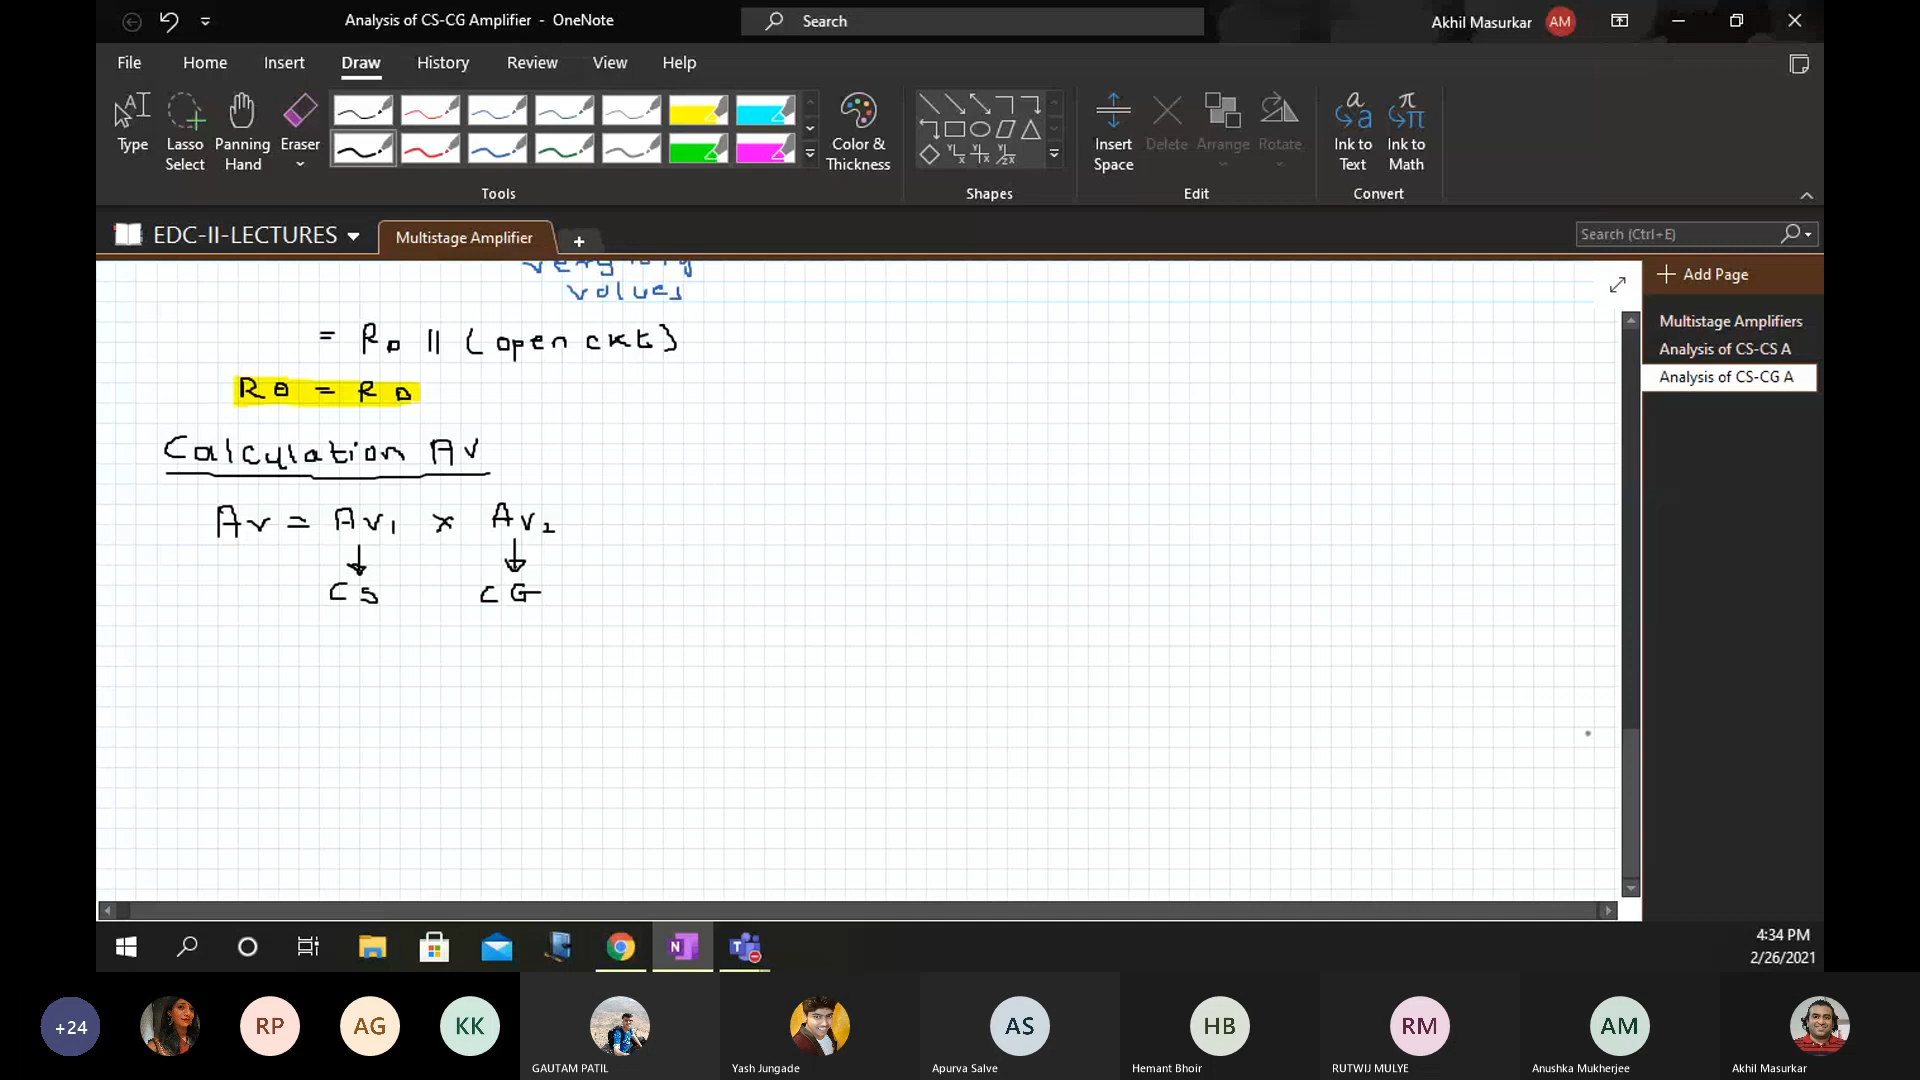 Analysis of CS-CG Amplifier - OneNote
Search
Akhil Masurkar AM
File Home Insert Draw History Review View Help
Type
Lasso Select
Panning Hand
Eraser
Color & Thickness
Insert Space
Delete
Arrange
Rotate
Ink to Text
Ink to Math
Tools
Shapes
Edit
Convert
EDC-II-LECTURES
Multistage Amplifier
Search (Ctrl+E)
Add Page
Multistage Amplifiers
Analysis of CS-CS A
Analysis of CS-CG A
values
= RD || (open ckt)
R0 = RD
Calculation Av
Av = Av1 x Av2
CS CG
4:34 PM
2/26/2021
+24
RP
AG
KK
AS
HB
RM
AM
GAUTAM PATIL
Yash Jungade
Apurva Salve
Hemant Bhoir
RUTWIJ MULYE
Anushka Mukherjee
Akhil Masurkar